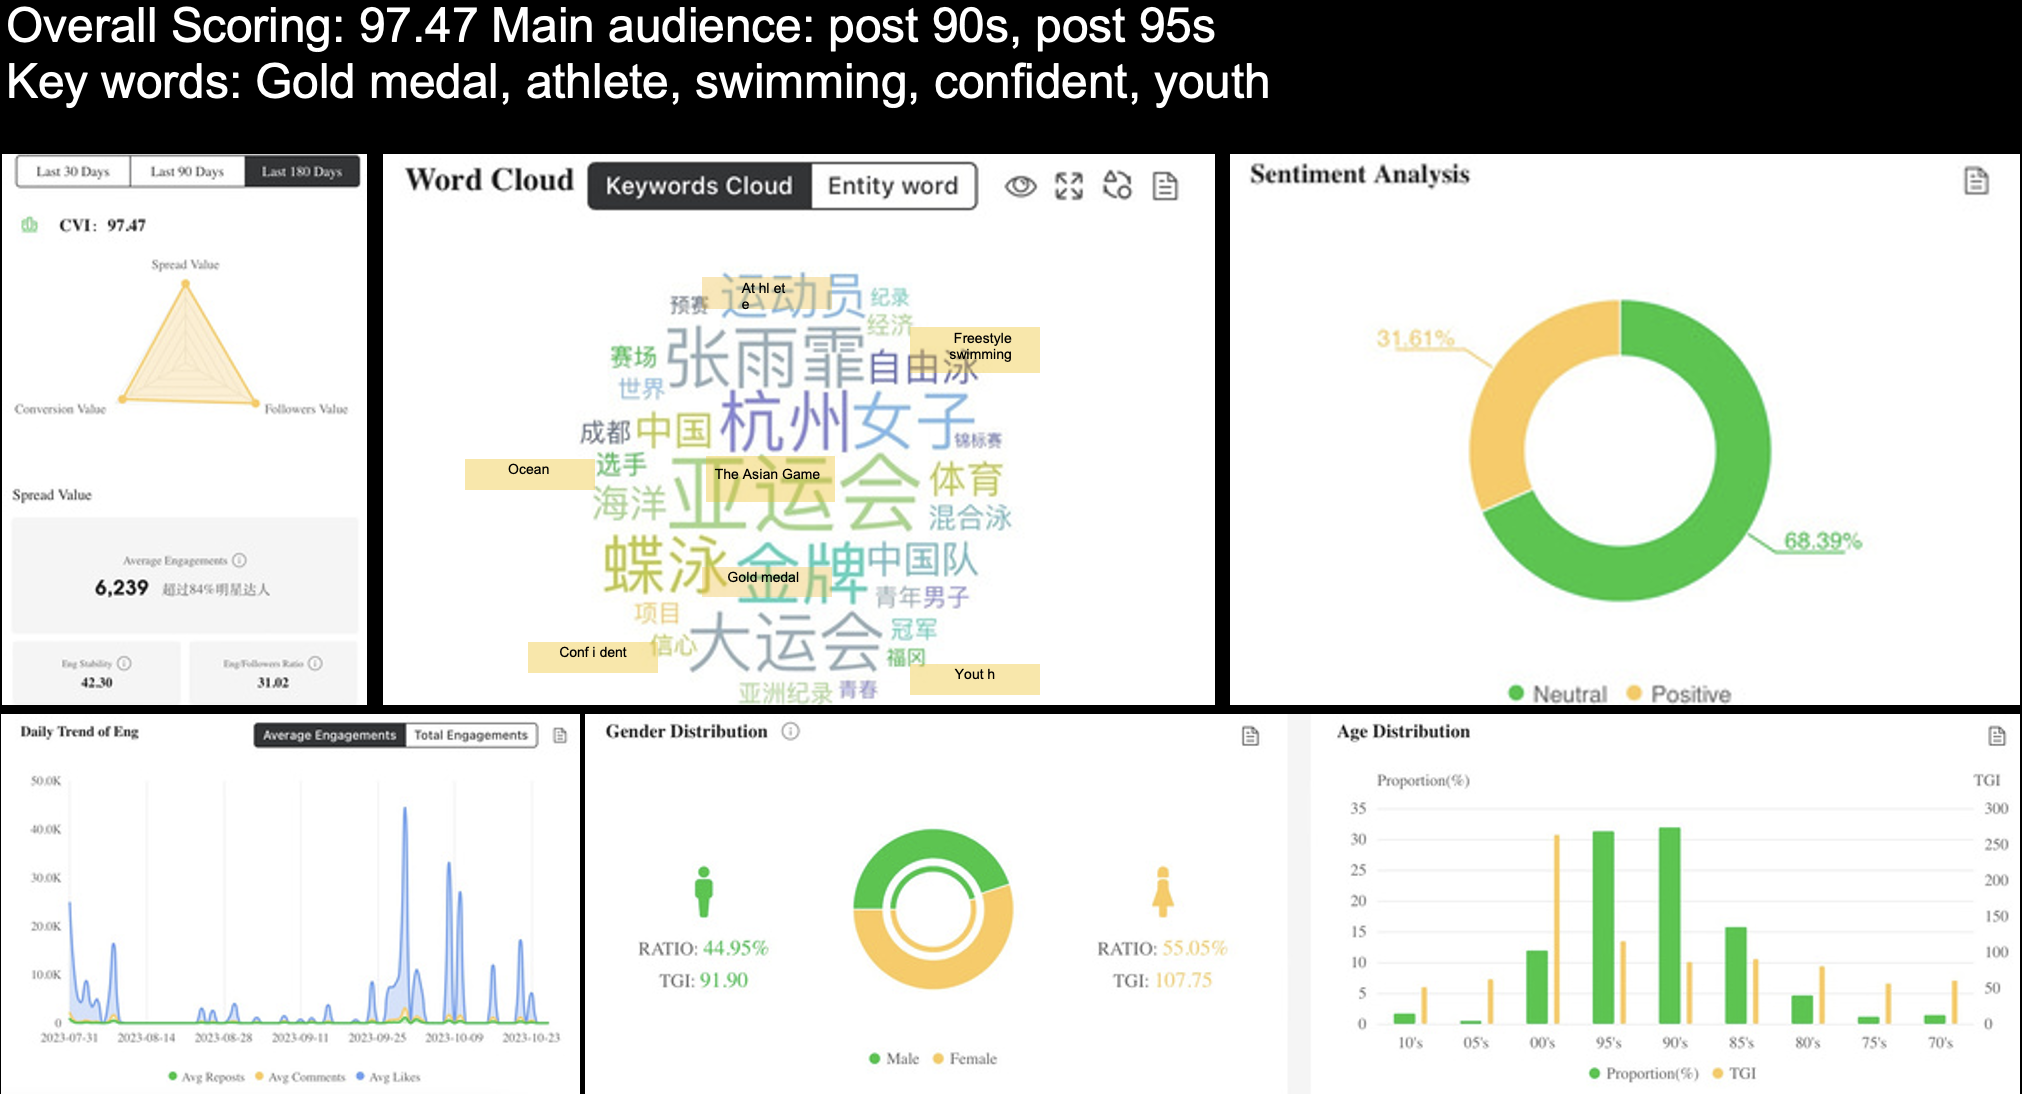 Overall Scoring: 97.47 Main audience: post 90s, post 95s
Key words: Gold medal, athlete, swimming, confident, youth
Last 30 Days
Last 90 Days
Last 180 Days
CVI: 97.47
Spread Value
Conversion Value
Followers Value
Spread Value
Average Engagements
6,239 超过84%明星达人
Eng Stability
42.30
Eng/Followers Ratio
31.02
Word Cloud
Keywords Cloud
Entity word
运动员
At hl et
e
预赛
纪录
经济
Freestyle
swimming
赛场
张雨霏
自由泳
世界
杭州
女子
成都
中国
锦标赛
Ocean
选手
The Asian Game
亚运会
体育
海洋
混合泳
蝶泳
金牌
Gold medal
中国队
青年
男子
项目
大运会
冠军
信心
Conf i dent
福冈
Yout h
亚洲纪录
青春
Sentiment Analysis
31.61%
68.39%
Neutral
Positive
Daily Trend of Eng
Average Engagements
Total Engagements
50.0K
40.0K
30.0K
20.0K
10.0K
0
2023-07-31
2023-08-14
2023-08-28
2023-09-11
2023-09-25
2023-10-09
2023-10-23
Avg Reposts
Avg Comments
Avg Likes
Gender Distribution
RATIO: 44.95%
TGI: 91.90
RATIO: 55.05%
TGI: 107.75
Male
Female
Age Distribution
Proportion(%)
TGI
35
30
25
20
15
10
5
0
300
250
200
150
100
50
0
10's
05's
00's
95's
90's
85's
80's
75's
70's
Proportion(%)
TGI